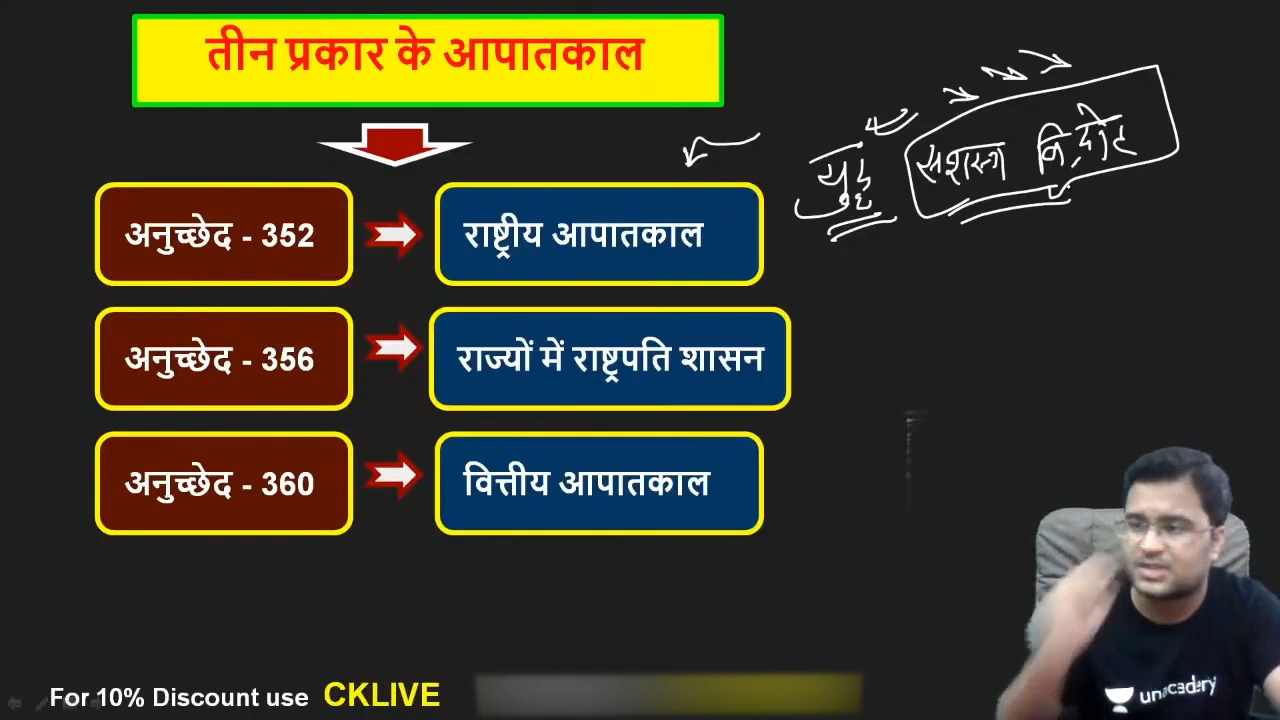 तीन प्रकार के आपातकाल
युद्ध सशस्त्र विद्रोह
अनुच्छेद - 352 राष्ट्रीय आपातकाल
अनुच्छेद - 356 राज्यों में राष्ट्रपति शासन
अनुच्छेद - 360 वित्तीय आपातकाल
For 10% Discount use CKLIVE
unacademy